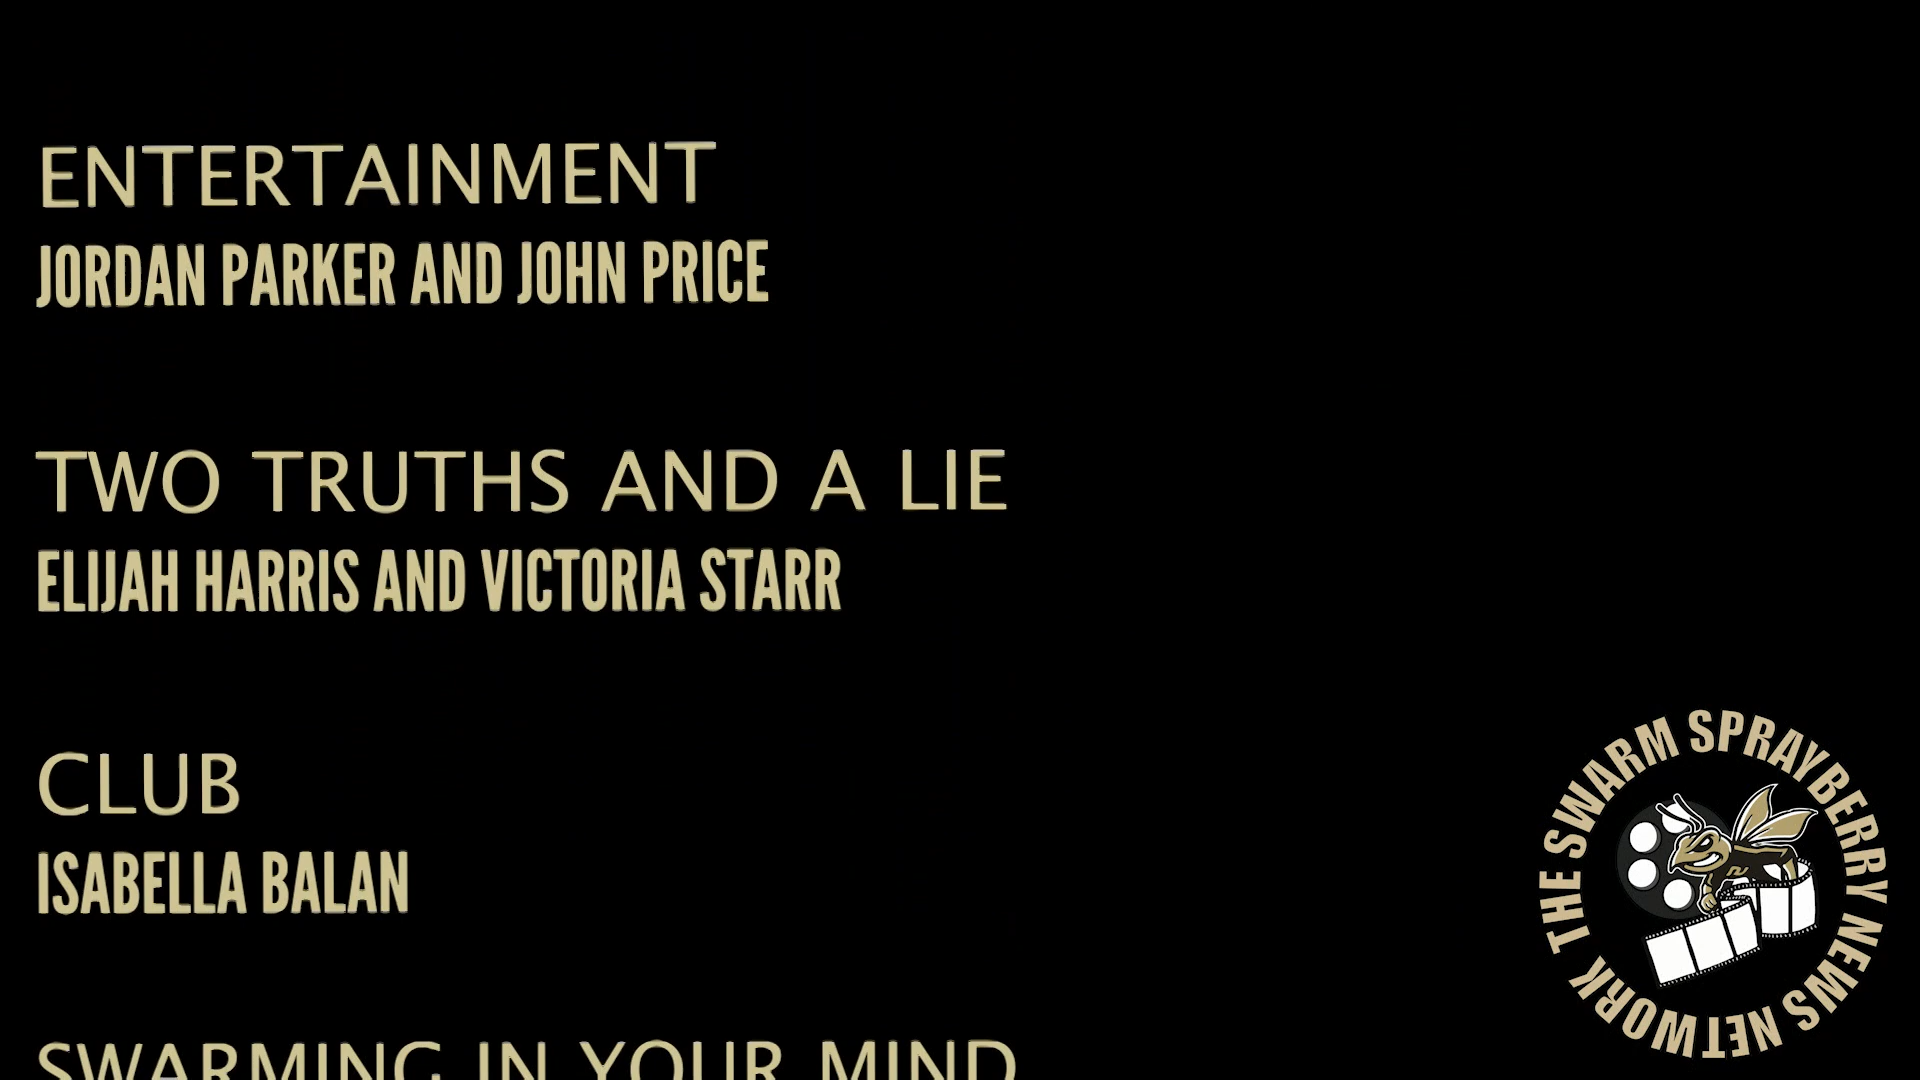 ENTERTAINMENT
JORDAN PARKER AND JOHN PRICE
TWO TRUTHS AND A LIE
ELIJAH HARRIS AND VICTORIA STARR
CLUB
ISABELLA BALAN
SWARMING IN YOUR MIND
THE SWARM SPRAYBERRY NEWS NETWORK